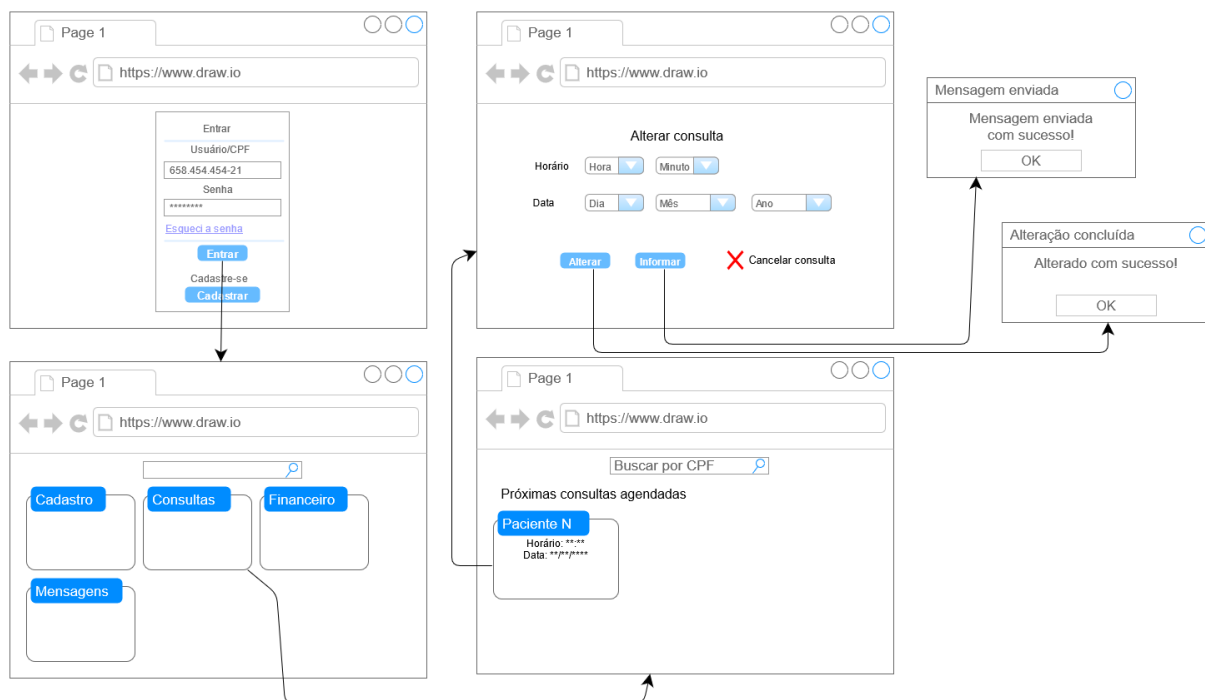 Page 1
https://www.draw.io
Entrar
Usuário/CPF
658.454.454-21
Senha
********
Esqueci a senha
Entrar
Cadastre-se
Cadastrar
Page 1
https://www.draw.io
Alterar consulta
Horário Hora Minuto
Data Dia Mês Ano
Alterar Informar Cancelar consulta
Mensagem enviada
Mensagem enviada
com sucesso!
OK
Alteração concluída
Alterado com sucesso!
OK
Page 1
https://www.draw.io
Cadastro Consultas Financeiro
Mensagens
Page 1
https://www.draw.io
Buscar por CPF
Próximas consultas agendadas
Paciente N
Horário: **:**
Data: **/**/****